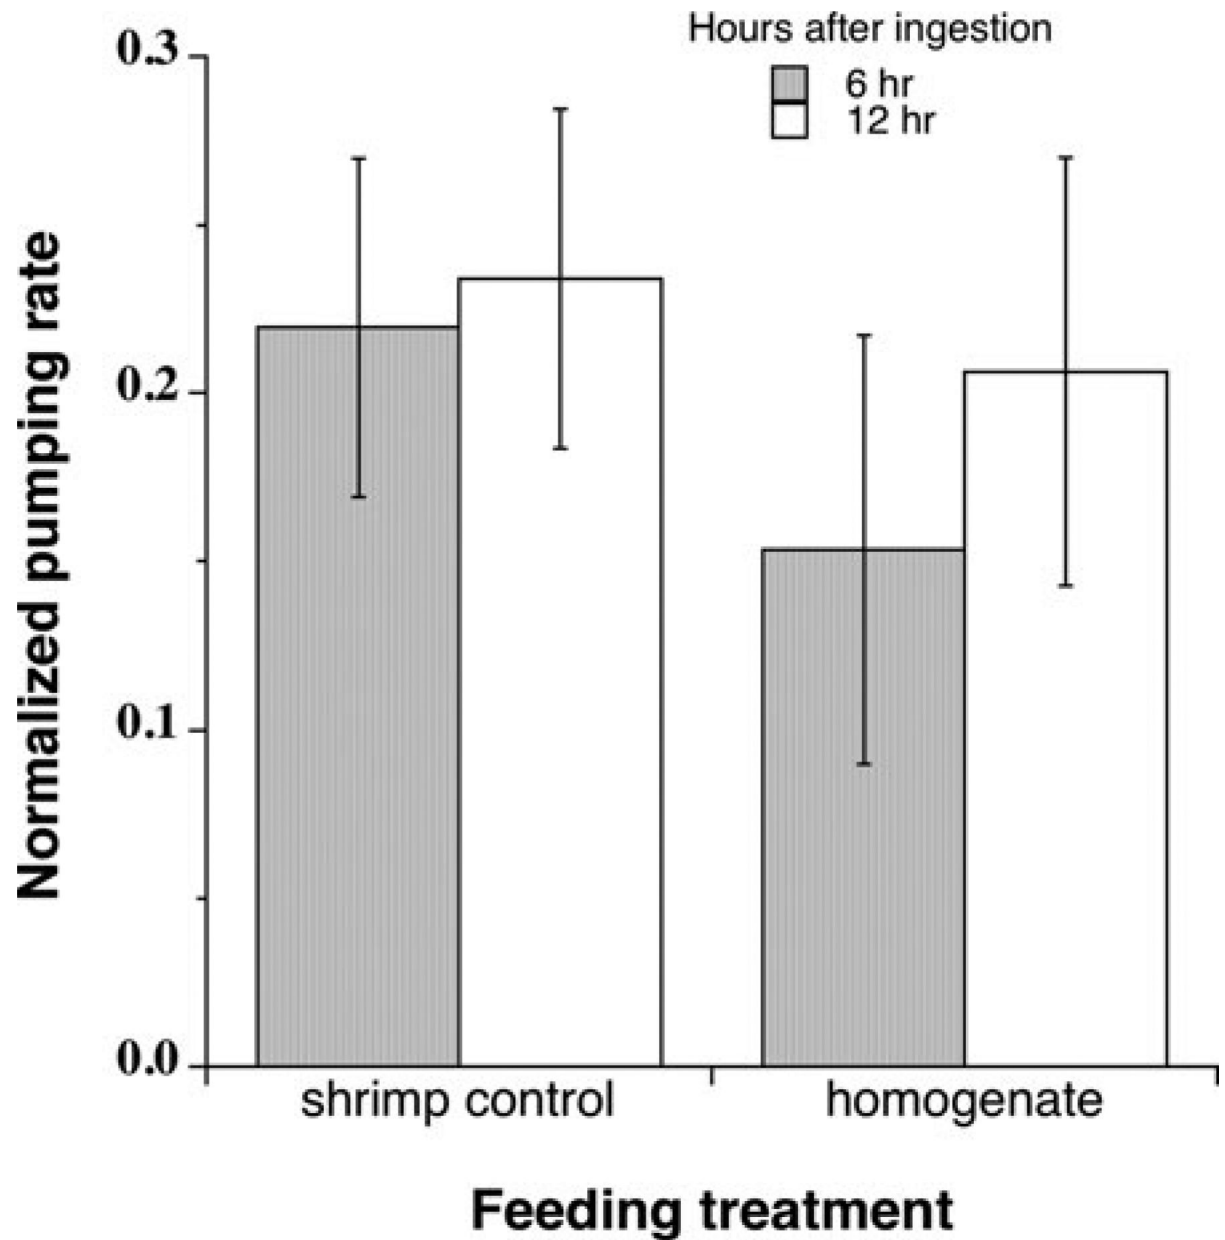 Hours after ingestion
6 hr
12 hr
Normalized pumping rate
0.3
0.2
0.1
0.0
shrimp control
homogenate
Feeding treatment